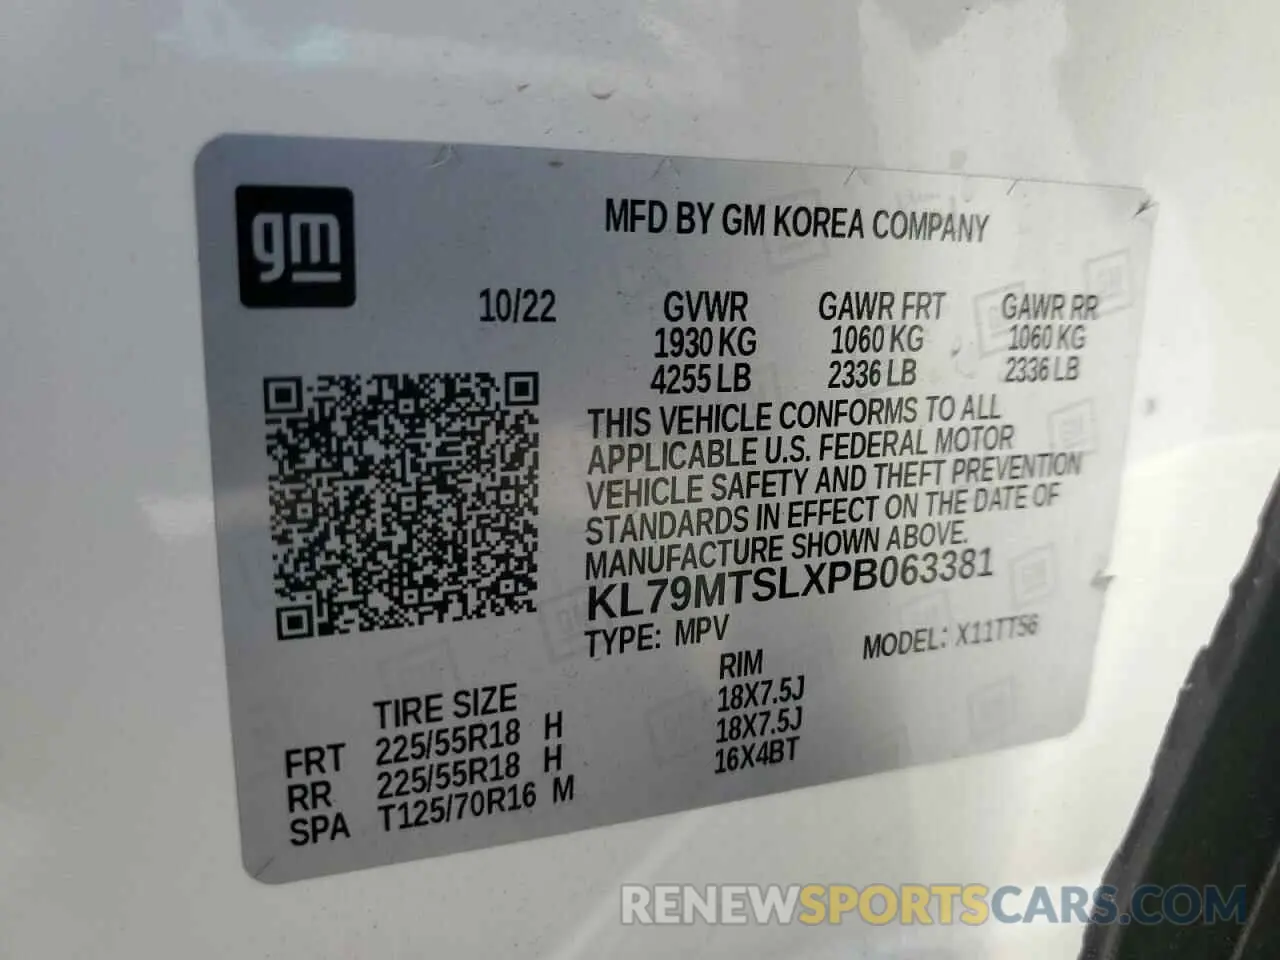 gm
MFD BY GM KOREA COMPANY
10/22 GVWR GAWR FRT GAWR RR
1930 KG 1060 KG 1060 KG
4255 LB 2336 LB 2336 LB
THIS VEHICLE CONFORMS TO ALL
APPLICABLE U.S. FEDERAL MOTOR
VEHICLE SAFETY AND THEFT PREVENTION
STANDARDS IN EFFECT ON THE DATE OF
MANUFACTURE SHOWN ABOVE.
KL79MTSLXPB063381
TYPE: MPV MODEL: X11TT56
TIRE SIZE RIM
FRT 225/55R18 H 18X7.5J
RR 225/55R18 H 18X7.5J
SPA T125/70R16 M 16X4BT
RENEWSPORTSCARS.COM